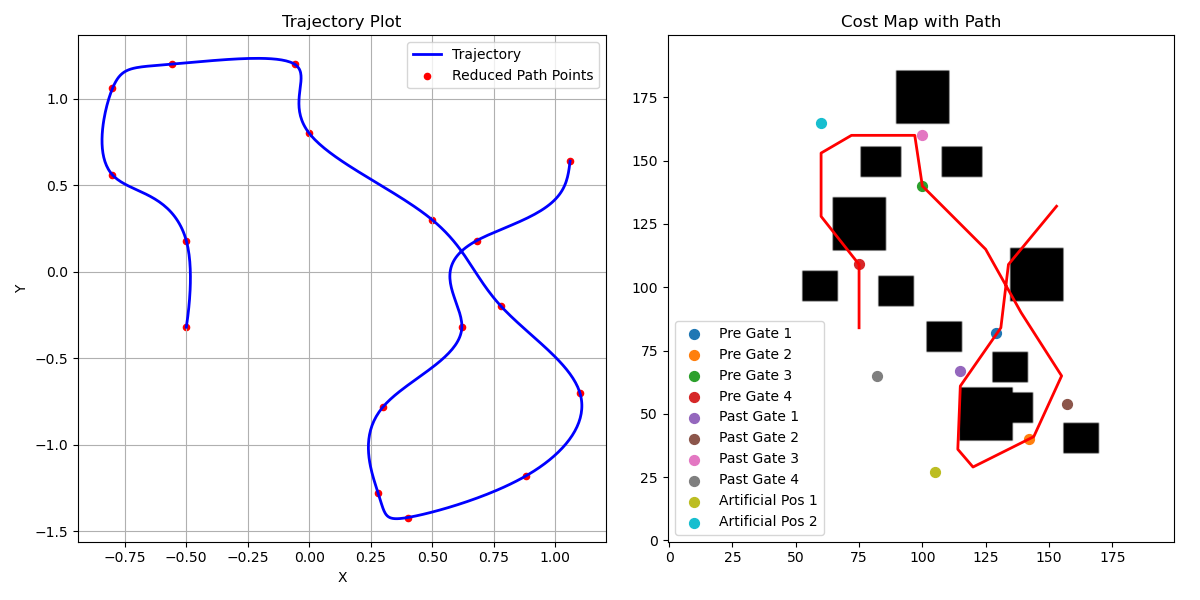 Trajectory Plot
Trajectory
Reduced Path Points
1.0
0.5
0.0
−0.5
−1.0
−1.5
Y
−0.75
−0.50
−0.25
0.00
0.25
0.50
0.75
1.00
X
Cost Map with Path
175
150
125
100
75
50
25
0
Pre Gate 1
Pre Gate 2
Pre Gate 3
Pre Gate 4
Past Gate 1
Past Gate 2
Past Gate 3
Past Gate 4
Artificial Pos 1
Artificial Pos 2
0
25
50
75
100
125
150
175